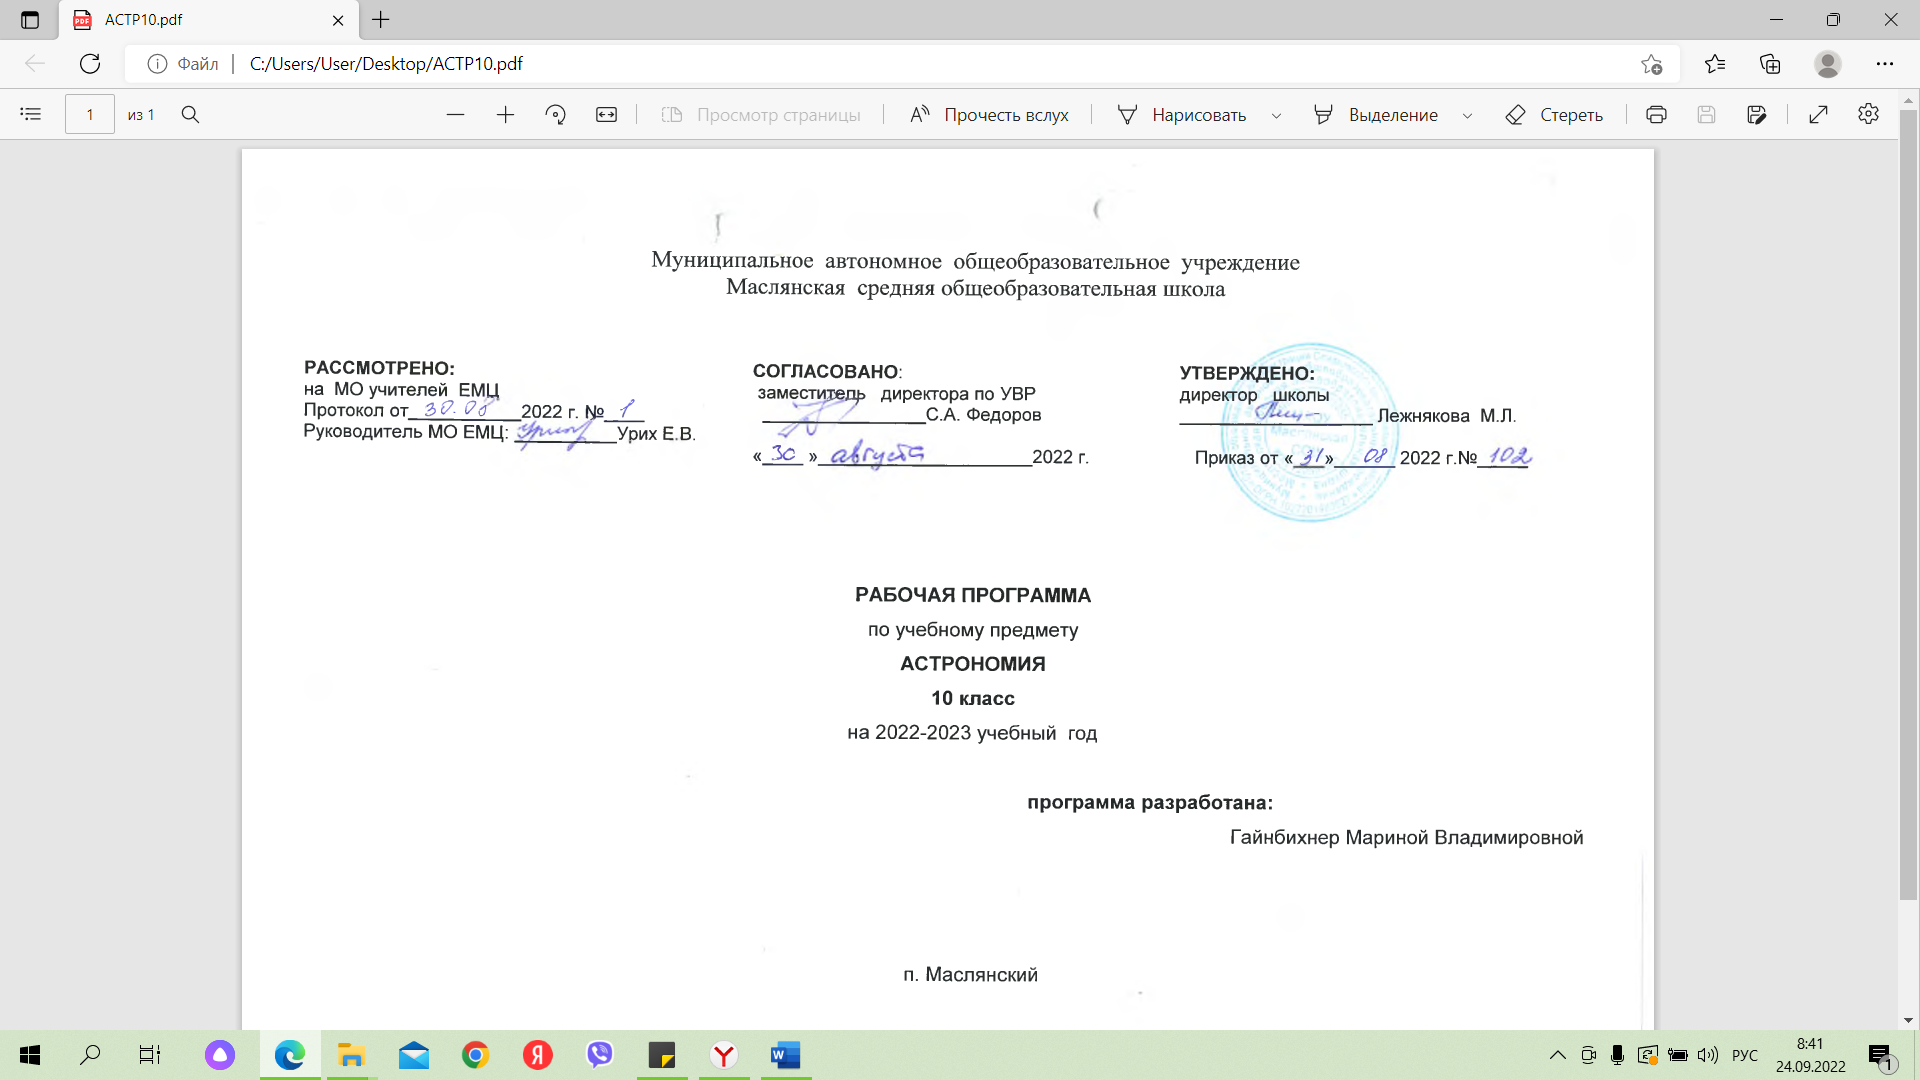 АСТР10.pdf
Файл C:/Users/User/Desktop/АСТР10.pdf
1 из 1 Просмотр страницы Прочесть вслух Нарисовать Выделение Стереть
Муниципальное автономное общеобразовательное учреждение
Маслянская средняя общеобразовательная школа
РАССМОТРЕНО:
на МО учителей ЕМЦ
Протокол от 30.08 2022 г. № 1
Руководитель МО ЕМЦ: Урих Е.В.
СОГЛАСОВАНО:
заместитель директора по УВР
С.А. Федоров
« 30 » августа 2022 г.
УТВЕРЖДЕНО:
директор школы
Лежнякова М.Л.
Приказ от « 31 » 08 2022 г.№ 102
РАБОЧАЯ ПРОГРАММА
по учебному предмету
АСТРОНОМИЯ
10 класс
на 2022-2023 учебный год
программа разработана:
Гайнбихнер Мариной Владимировной
п. Маслянский
РУС
8:41
24.09.2022
1